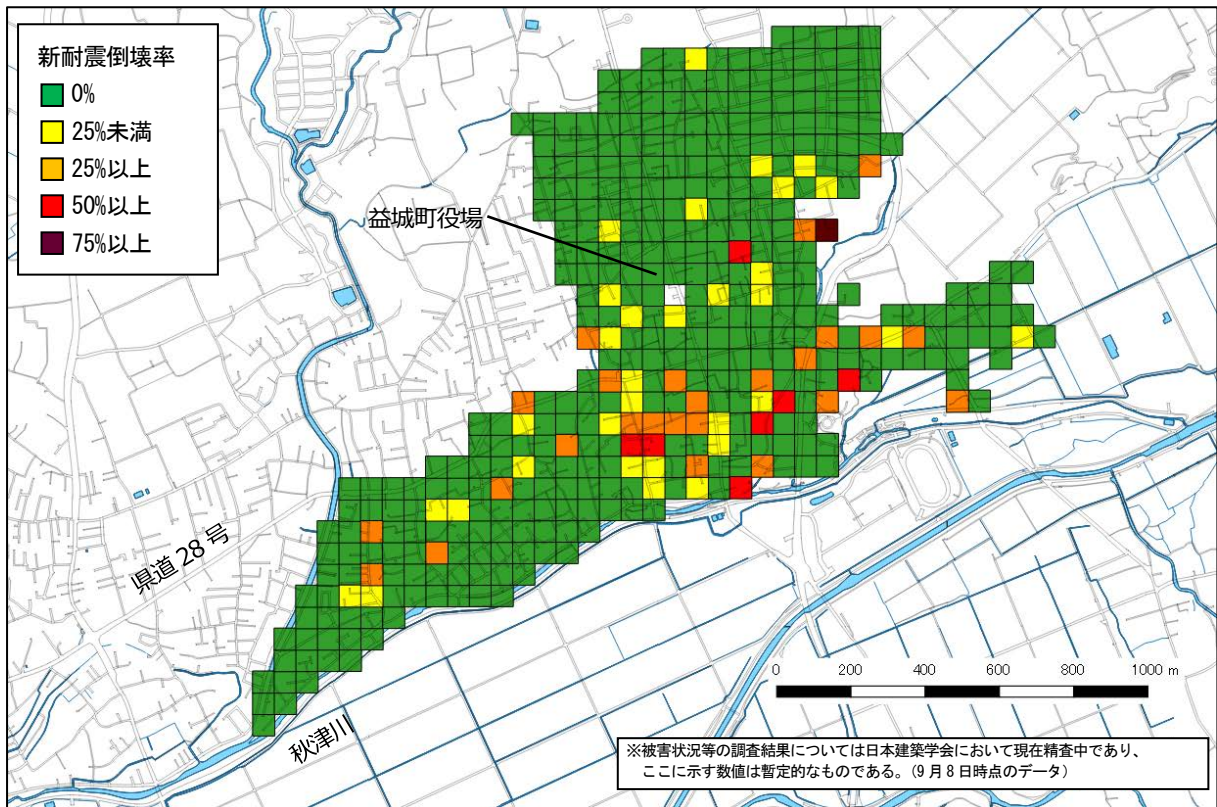 新耐震倒壊率
0%
25%未満
25%以上
50%以上
75%以上
益城町役場
県道28号
秋津川
0 200 400 600 800 1000 m
※被害状況等の調査結果については日本建築学会において現在精査中であり、
ここに示す数値は暫定的なものである。(9月8日時点のデータ)